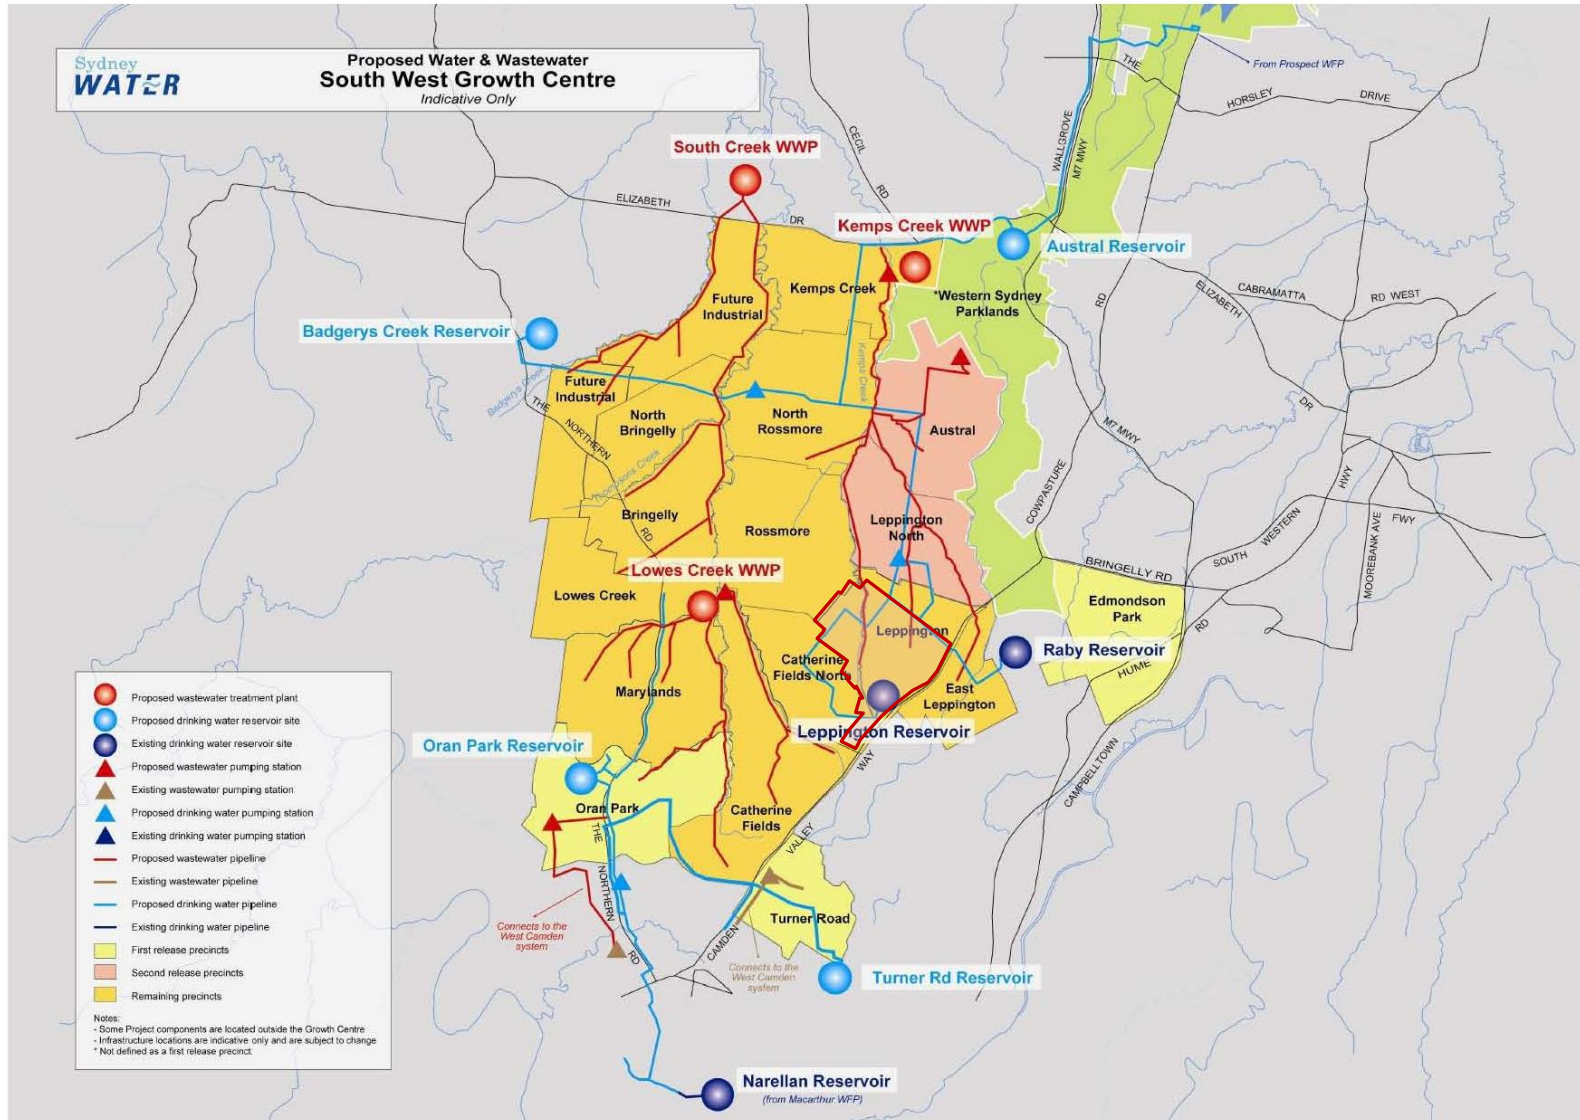 Sydney
WATER
Proposed Water & Wastewater
South West Growth Centre
Indicative Only
From Prospect WFP
THE
HORSLEY
DRIVE
WALLGROVE
M7 MWY
CECIL
RD
South Creek WWP
ELIZABETH
DR
Kemps Creek WWP
Austral Reservoir
RD
ELIZABETH
CABRAMATTA
RD WEST
DR
Kemps Creek
*Western Sydney
Parklands
Future
Industrial
Badgerys Creek Reservoir
Kemps Creek
Badgerys Creek
Future
Industrial
THE
NORTHERN
RD
North
Bringelly
North
Rossmore
Austral
M7 MWY
COWPASTURE
HWY
Thompsons Creek
Bringelly
Rossmore
Leppington
North
SOUTH
WESTERN
FWY
MOOREBANK AVE
BRINGELLY RD
Lowes Creek WWP
Lowes Creek
Edmondson
Park
Leppington
Raby Reservoir
HUME
RD
Catherine
Fields North
Marylands
East
Leppington
Leppington Reservoir
Oran Park Reservoir
WAY
CAMPBELLTOWN
Oran Park
Catherine
Fields
THE
NORTHERN
RD
VALLEY
CAMDEN
Turner Road
Connects to the
West Camden
system
Connects to the
West Camden
system
Turner Rd Reservoir
Narellan Reservoir
(from Macarthur WFP)
Proposed wastewater treatment plant
Proposed drinking water reservoir site
Existing drinking water reservoir site
Proposed wastewater pumping station
Existing wastewater pumping station
Proposed drinking water pumping station
Existing drinking water pumping station
Proposed wastewater pipeline
Existing wastewater pipeline
Proposed drinking water pipeline
Existing drinking water pipeline
First release precincts
Second release precincts
Remaining precincts
Notes:
- Some Project components are located outside the Growth Centre
- Infrastructure locations are indicative only and are subject to change
* Not defined as a first release precinct